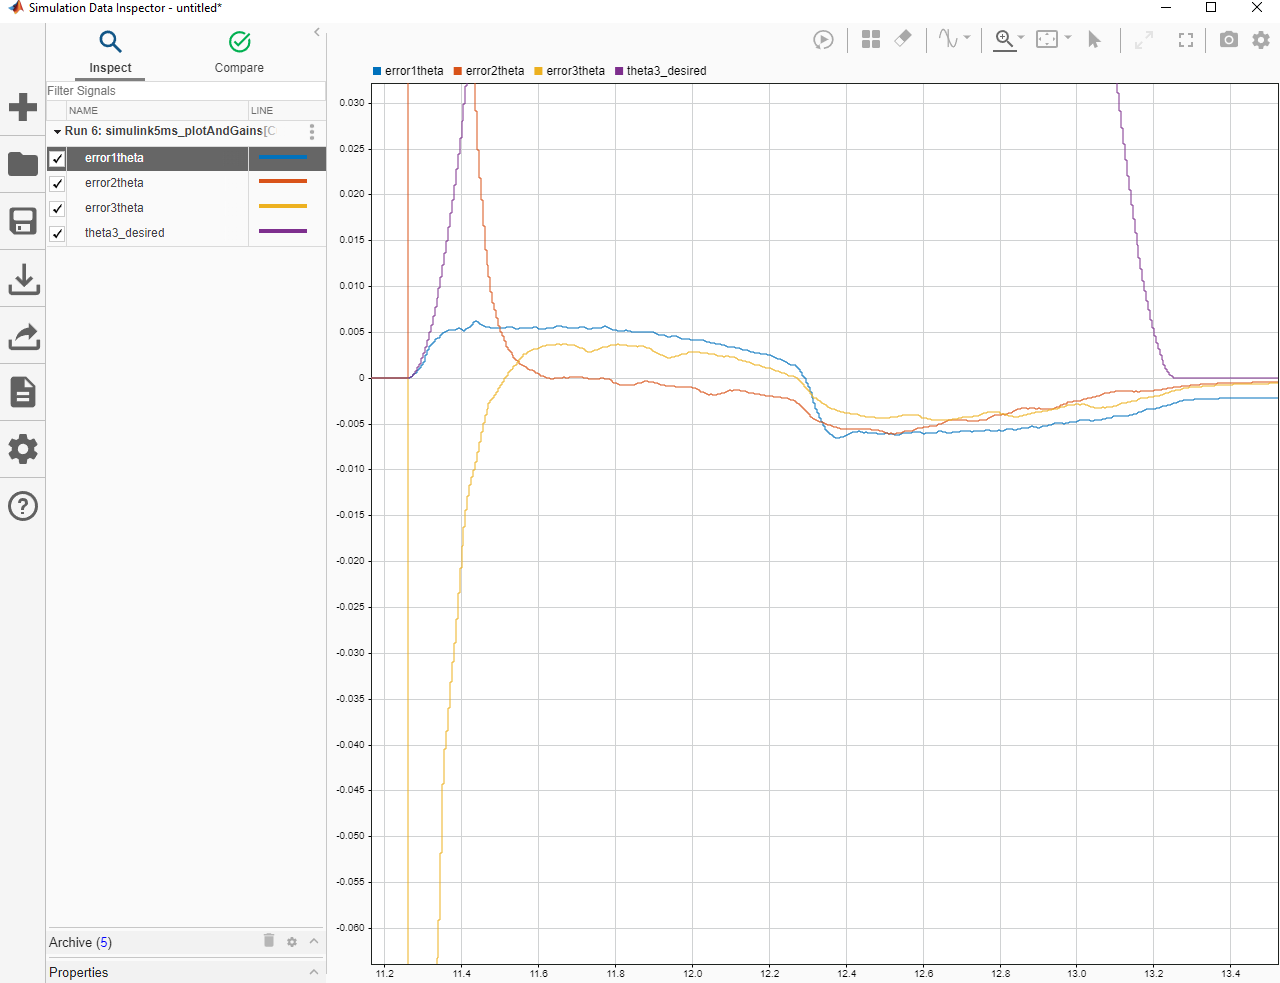 Simulation Data Inspector - untitled*
Inspect
Compare
Filter Signals
NAME
LINE
Run 6: simulink5ms_plotAndGains[C
error1theta
error2theta
error3theta
theta3_desired
Archive (5)
Properties
error1theta error2theta error3theta theta3_desired
0.030
0.025
0.020
0.015
0.010
0.005
0
-0.005
-0.010
-0.015
-0.020
-0.025
-0.030
-0.035
-0.040
-0.045
-0.050
-0.055
-0.060
11.2 11.4 11.6 11.8 12.0 12.2 12.4 12.6 12.8 13.0 13.2 13.4